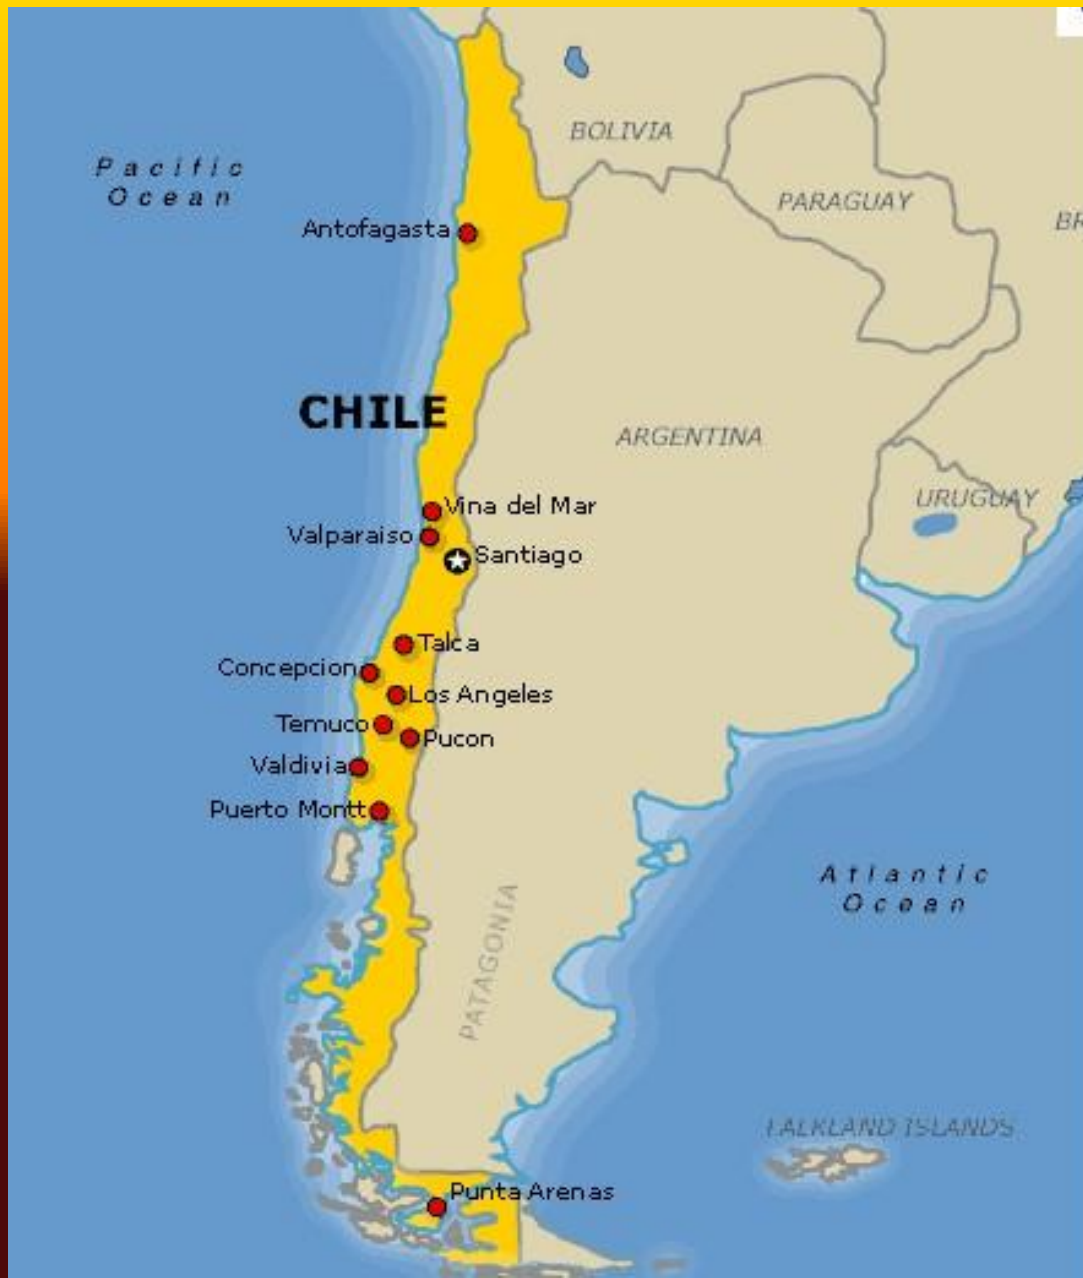 BOLIVIA
Pacific
Ocean
PARAGUAY
BR
Antofagasta
CHILE
ARGENTINA
Vina del Mar
URUGUAY
Valparaiso
Santiago
Talca
Concepcion
Los Angeles
Temuco
Pucon
Valdivia
Puerto Montt
Atlantic
Ocean
PATAGONIA
FALKLAND ISLANDS
Punta Arenas